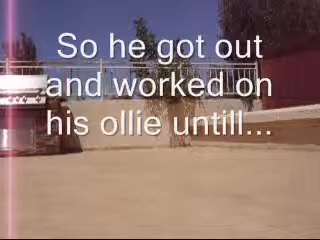 So he got out
and worked on
his ollie untill...